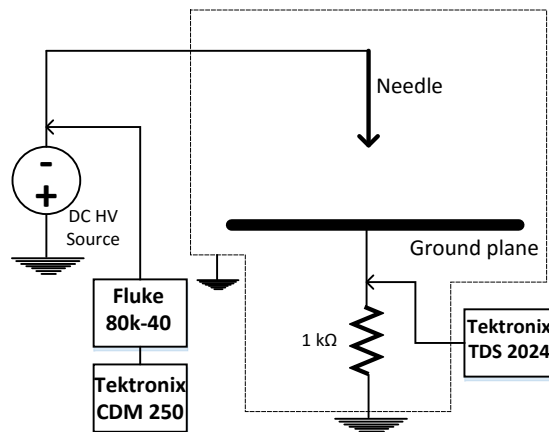 Needle
-
+
DC HV
Source
Ground plane
Fluke
80k-40
1 kΩ
Tektronix
TDS 2024
Tektronix
CDM 250